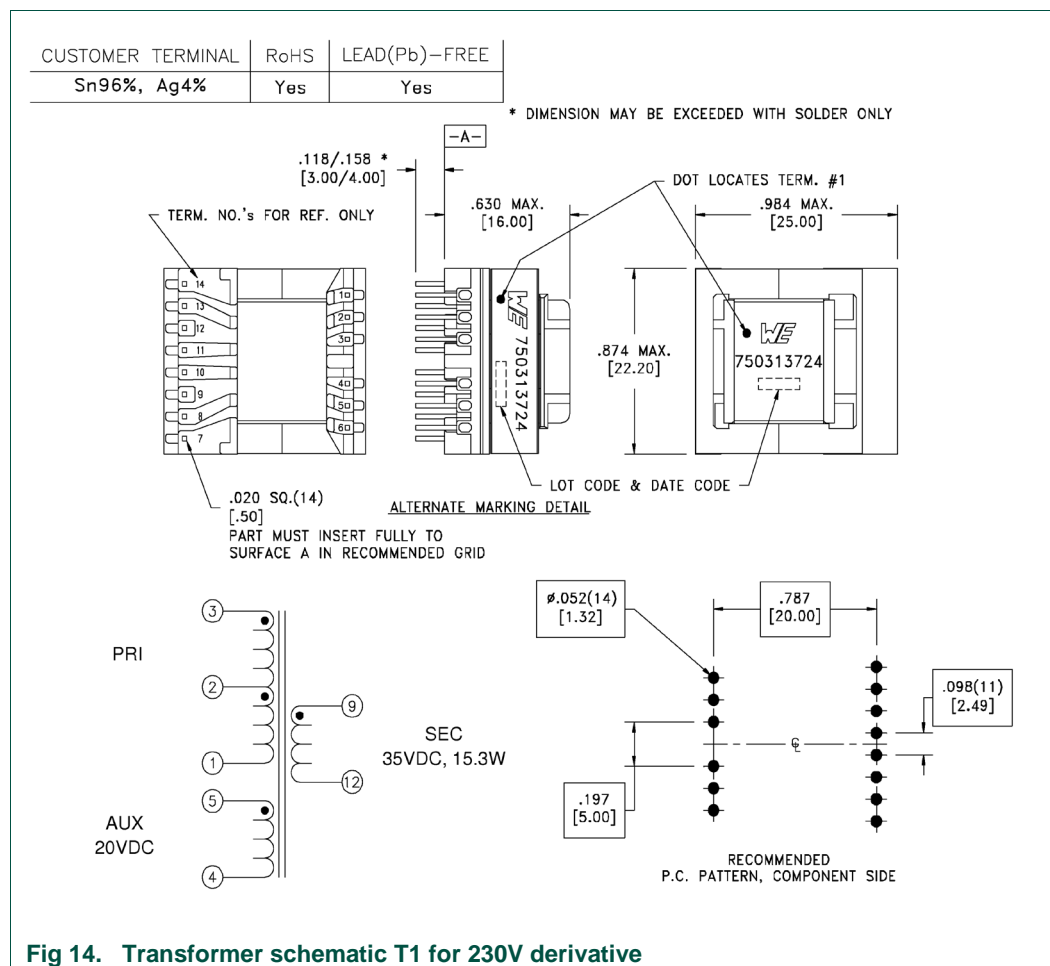 CUSTOMER TERMINAL RoHS LEAD(Pb)-FREE
Sn96%, Ag4% Yes Yes
* DIMENSION MAY BE EXCEEDED WITH SOLDER ONLY
-A-
.118/.158 *
[3.00/4.00]
DOT LOCATES TERM. #1
.630 MAX.
[16.00]
.984 MAX.
[25.00]
TERM. NO.'s FOR REF. ONLY
14
13
12
11
10
9
8
7
1
2
3
4
5
6
WE 750313724
.874 MAX.
[22.20]
WE
750313724
LOT CODE & DATE CODE
ALTERNATE MARKING DETAIL
.020 SQ.(14)
[.50]
PART MUST INSERT FULLY TO
SURFACE A IN RECOMMENDED GRID
3
PRI
2
1
5
AUX
20VDC
4
9
SEC
35VDC, 15.3W
12
ø.052(14)
[1.32]
.787
[20.00]
.098(11)
[2.49]
℄
.197
[5.00]
RECOMMENDED
P.C. PATTERN, COMPONENT SIDE
Fig 14. Transformer schematic T1 for 230V derivative